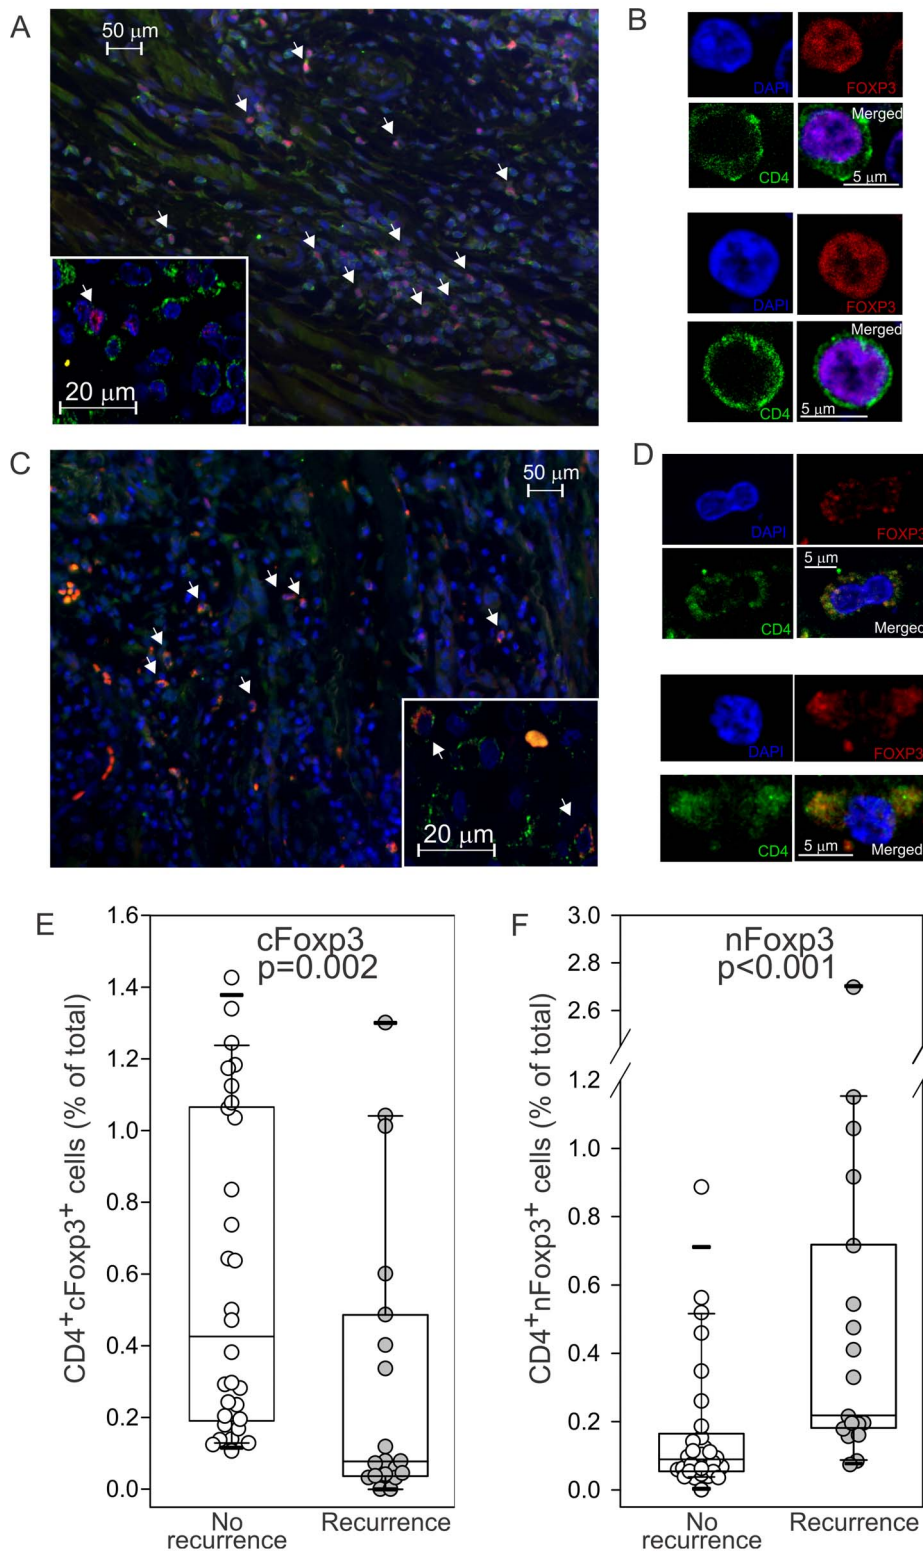 A
50 μm
20 μm
B
DAPI
FOXP3
CD4
Merged
5 μm
DAPI
FOXP3
CD4
Merged
5 μm
C
50 μm
20 μm
D
DAPI
FOXP3
CD4
5 μm
Merged
DAPI
FOXP3
CD4
5 μm
Merged
E
cFoxp3
p=0.002
CD4+cFoxp3+ cells (% of total)
1.6
1.4
1.2
1.0
0.8
0.6
0.4
0.2
0.0
No recurrence
Recurrence
F
nFoxp3
p<0.001
CD4+nFoxp3+ cells (% of total)
3.0
2.8
2.6
1.2
1.0
0.8
0.6
0.4
0.2
0.0
No recurrence
Recurrence